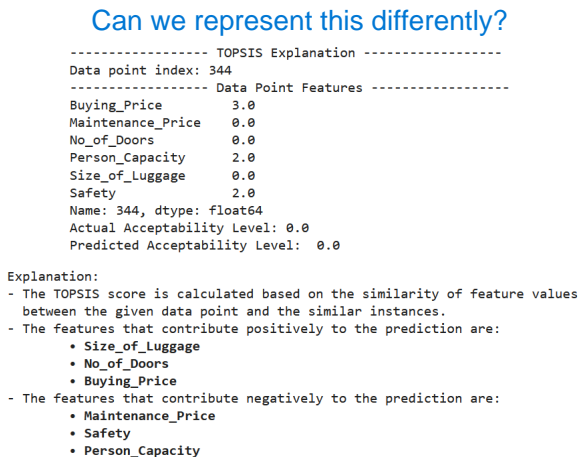 Can we represent this differently?
------------------ TOPSIS Explanation ------------------
Data point index: 344
------------------ Data Point Features ------------------
Buying_Price 3.0
Maintenance_Price 0.0
No_of_Doors 0.0
Person_Capacity 2.0
Size_of_Luggage 0.0
Safety 2.0
Name: 344, dtype: float64
Actual Acceptability Level: 0.0
Predicted Acceptability Level: 0.0
Explanation:
- The TOPSIS score is calculated based on the similarity of feature values
between the given data point and the similar instances.
- The features that contribute positively to the prediction are:
• Size_of_Luggage
• No_of_Doors
• Buying_Price
- The features that contribute negatively to the prediction are:
• Maintenance_Price
• Safety
• Person_Capacity